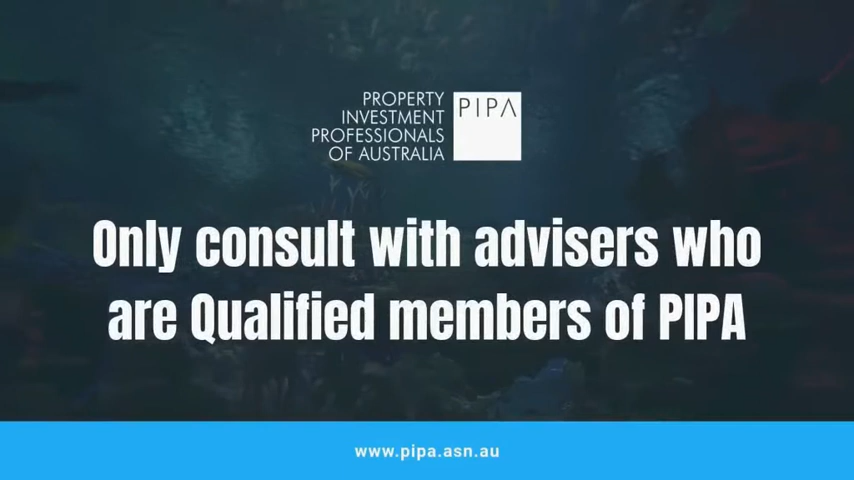 PROPERTY
INVESTMENT
PROFESSIONALS
OF AUSTRALIA
PIPA
Only consult with advisers who
are Qualified members of PIPA
www.pipa.asn.au